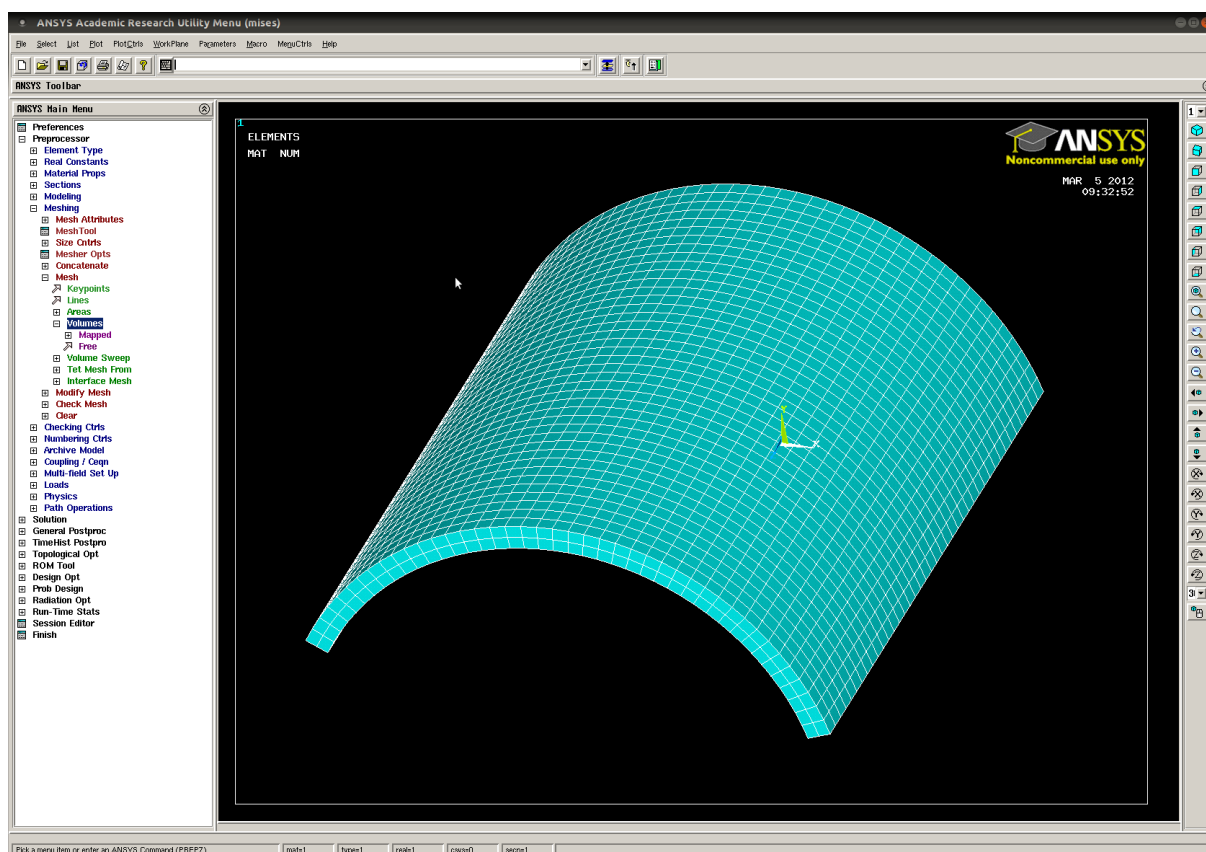 ANSYS Academic Research Utility Menu (mises)
File Select List Plot PlotCtrls WorkPlane Parameters Macro MenuCtrls Help
ANSYS Toolbar
ANSYS Main Menu
Preferences
Preprocessor
Element Type
Real Constants
Material Props
Sections
Modeling
Meshing
Mesh Attributes
MeshTool
Size Cntrls
Mesher Opts
Concatenate
Mesh
Keypoints
Lines
Areas
Volumes
Mapped
Free
Volume Sweep
Tet Mesh From
Interface Mesh
Modify Mesh
Check Mesh
Clear
Checking Ctrls
Numbering Ctrls
Archive Model
Coupling / Ceqn
Multi-field Set Up
Loads
Physics
Path Operations
Solution
General Postproc
TimeHist Postpro
Topological Opt
ROM Tool
Design Opt
Prob Design
Radiation Opt
Run-Time Stats
Session Editor
Finish
1
ELEMENTS
MAT NUM
ANSYS
Noncommercial use only
MAR 5 2012
09:32:52
Y
X
1
3
Pick a menu item or enter an ANSYS Command (PREP7) mat=1 type=1 real=1 csys=0 secn=1